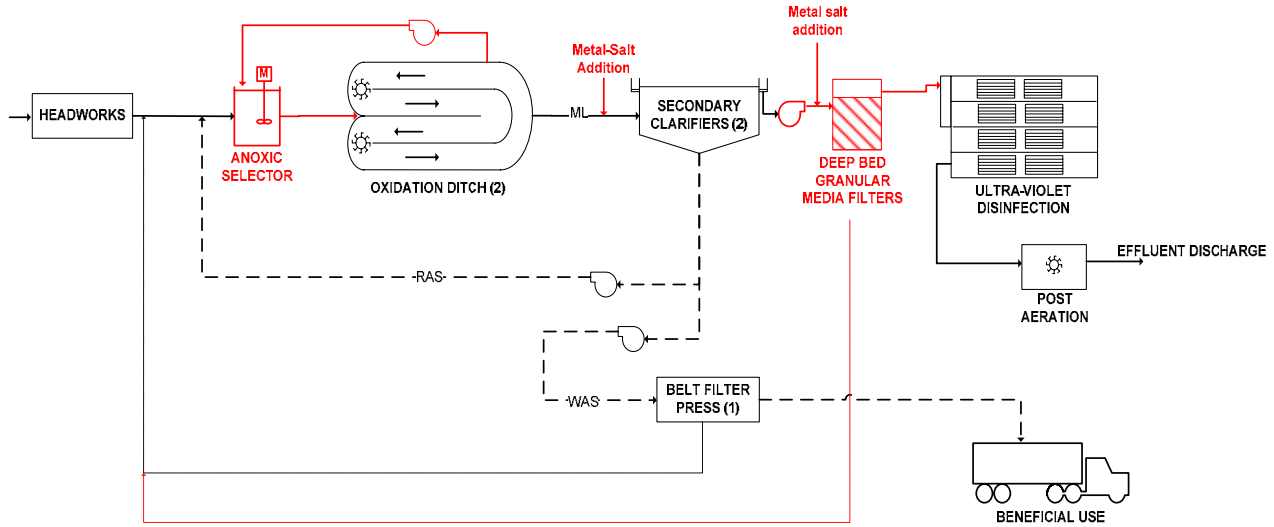 Metal salt
addition
Metal-Salt
Addition
M
HEADWORKS
ANOXIC
SELECTOR
OXIDATION DITCH (2)
ML
SECONDARY
CLARIFIERS (2)
DEEP BED
GRANULAR
MEDIA FILTERS
ULTRA-VIOLET
DISINFECTION
EFFLUENT DISCHARGE
POST
AERATION
RAS
WAS
BELT FILTER
PRESS (1)
BENEFICIAL USE